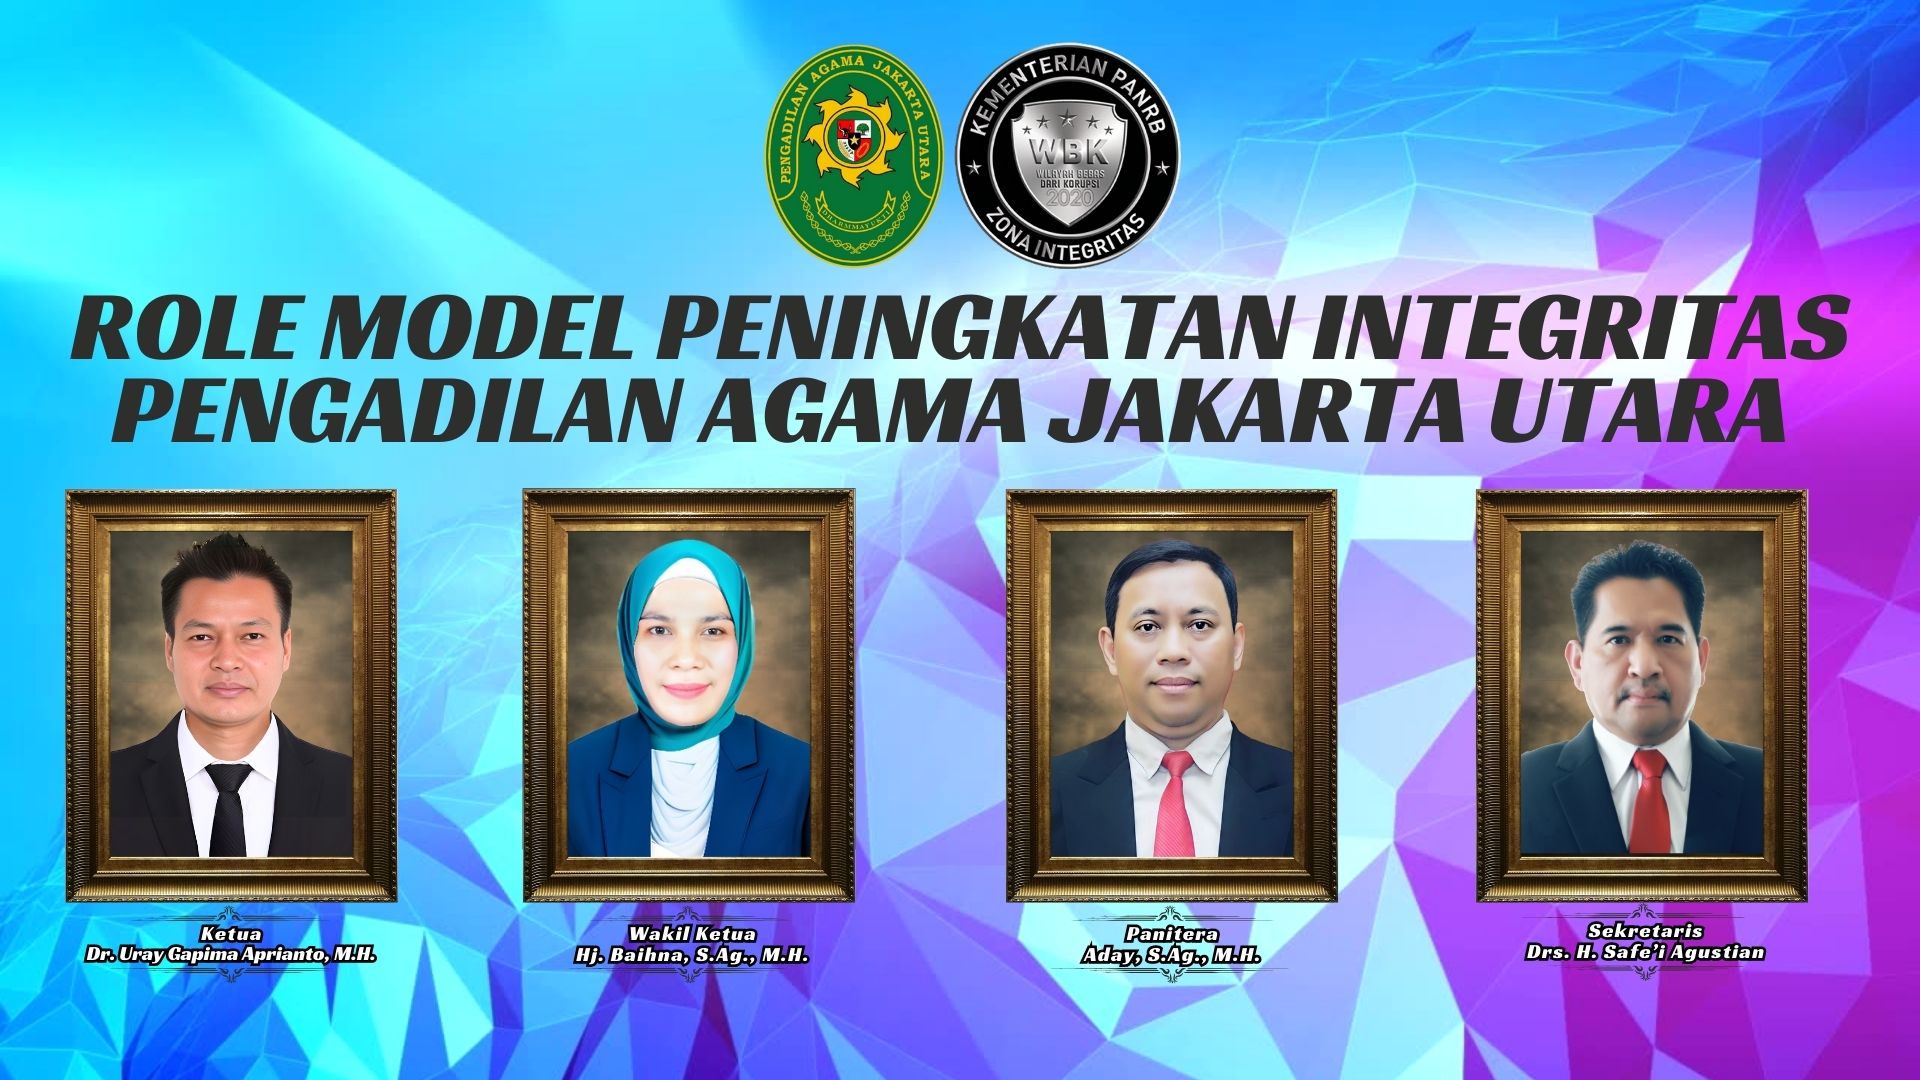 PENGADILAN AGAMA JAKARTA UTARA
DHARMMAYUKTI
KEMENTERIAN PANRB
WBK
WILAYAH BEBAS
DARI KORUPSI
2020
ZONA INTEGRITAS
ROLE MODEL PENINGKATAN INTEGRITAS
PENGADILAN AGAMA JAKARTA UTARA
Ketua
Dr. Uray Gapima Aprianto, M.H.
Wakil Ketua
Hj. Baihna, S.Ag., M.H.
Panitera
Aday, S.Ag., M.H.
Sekretaris
Drs. H. Safe'i Agustian